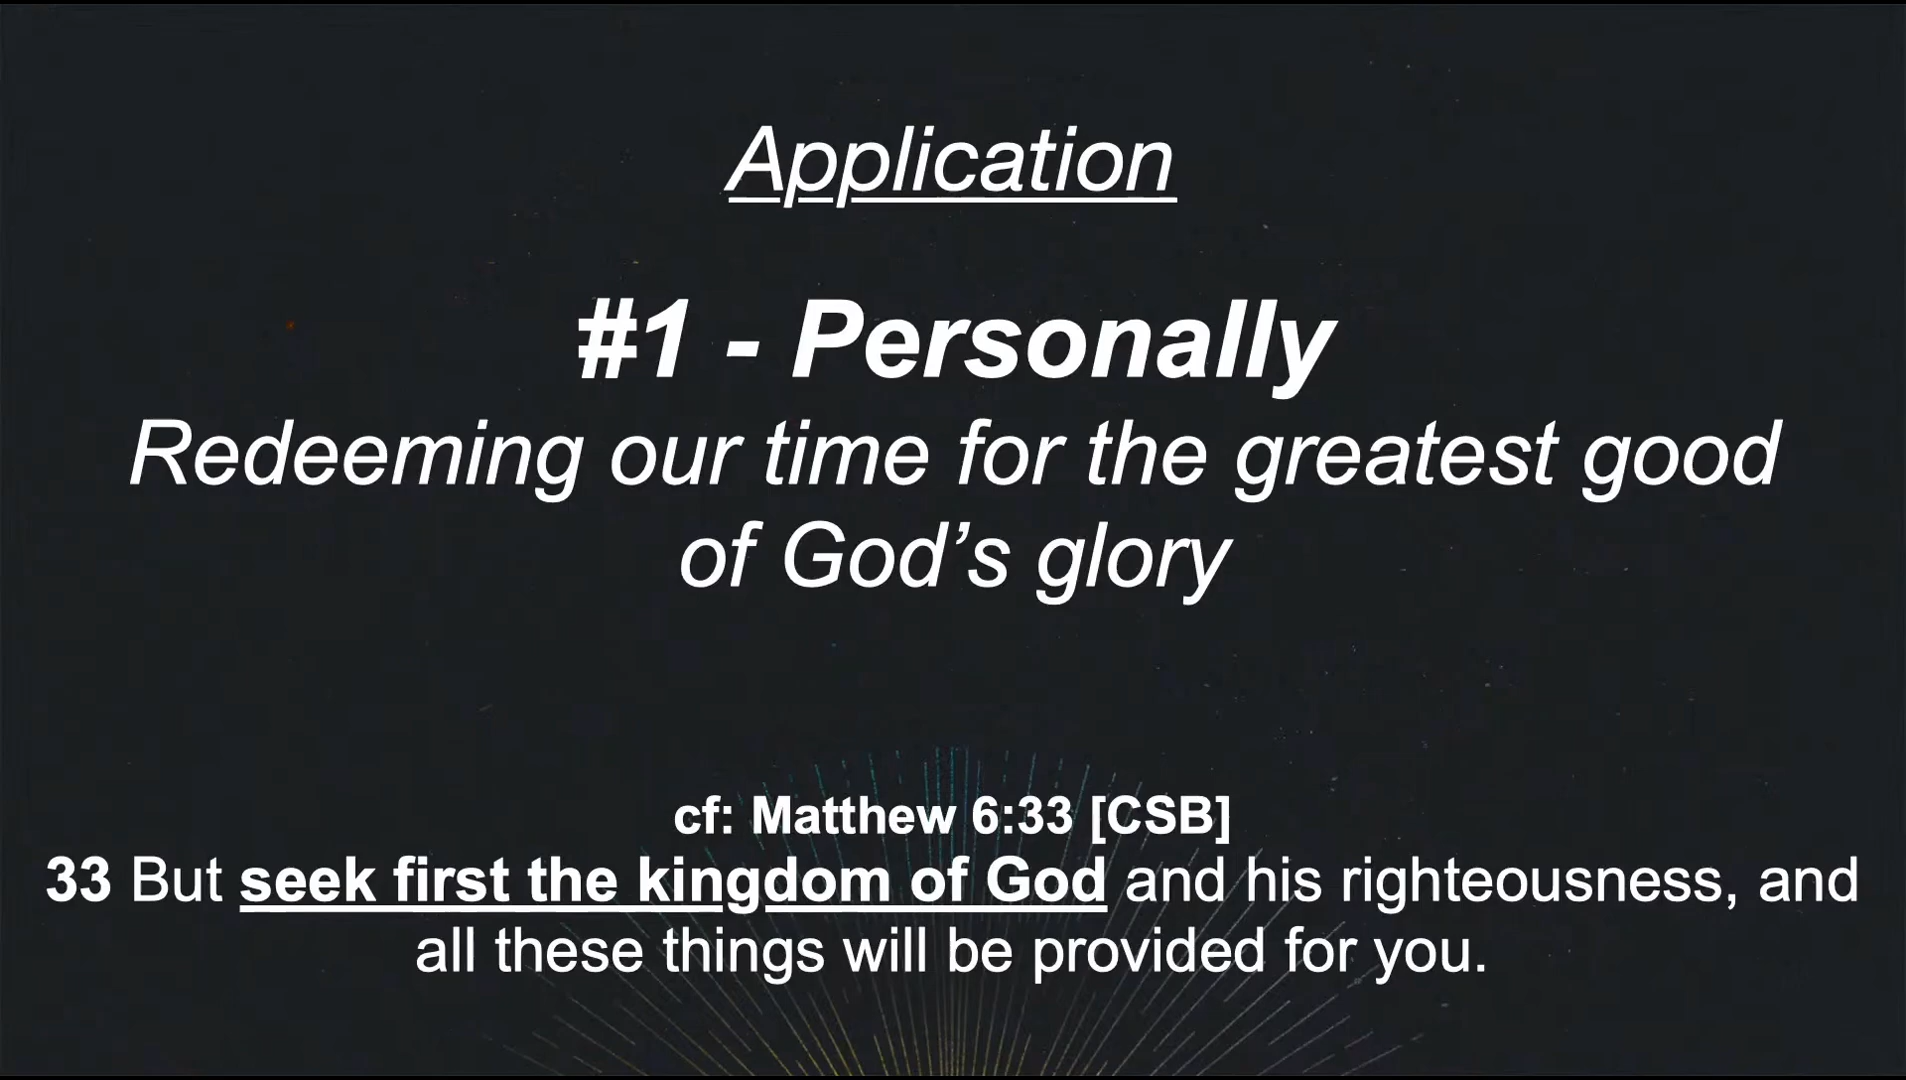 Application
#1 - Personally
Redeeming our time for the greatest good
of God’s glory
cf: Matthew 6:33 [CSB]
33 But seek first the kingdom of God and his righteousness, and
all these things will be provided for you.